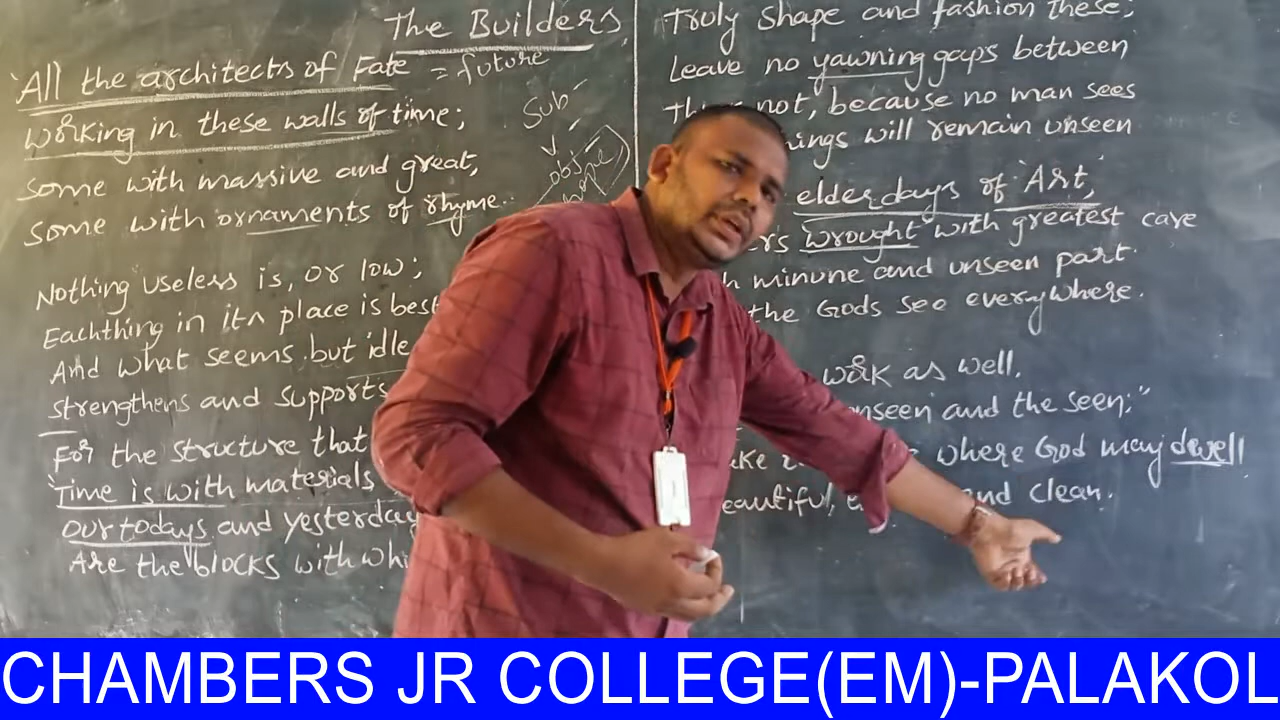 The Builders
'All the architects of Fate = future
working in these walls of time;
some with massive and great,
some with ornaments of rhyme.
Sub-
obj-
Nothing useless is, or low;
Eachthing in its place is best
And what seems but idle
strengthens and supports
For the structure that
'Time is with materials
our todays and yesterday
Are the blocks with whi
Truly shape and fashion these;
Leave no yawning gaps between
not, because no man sees
ings will remain unseen
elder days of 'Art,'
rs wrought with greatest care
h minune and unseen part.
the Gods see everywhere.
work as well,
nseen and the seen;"
ke where God may dwell
eautiful, and clean.
CHAMBERS JR COLLEGE(EM)-PALAKOL